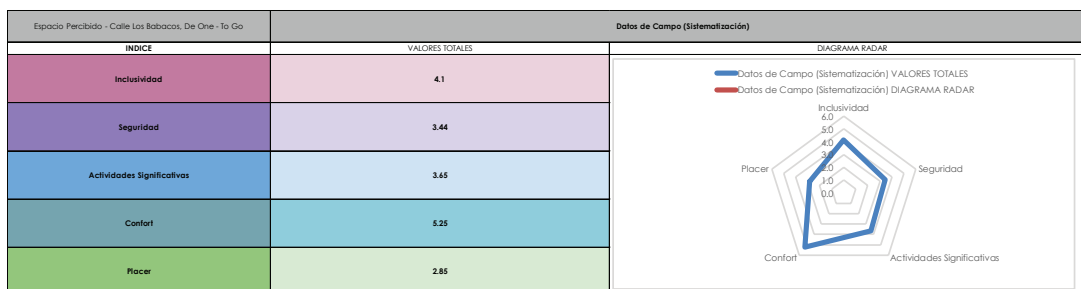 Espacio Percibido - Calle Los Babacos, De One - To Go
Datos de Campo (Sistematización)
INDICE
VALORES TOTALES
DIAGRAMA RADAR
Inclusividad
4.1
Seguridad
3.44
Actividades Significativas
3.65
Confort
5.25
Placer
2.85
Datos de Campo (Sistematización) VALORES TOTALES
Datos de Campo (Sistematización) DIAGRAMA RADAR
Inclusividad
6.0
5.0
4.0
3.0
2.0
1.0
0.0
Placer
Seguridad
Confort
Actividades Significativas